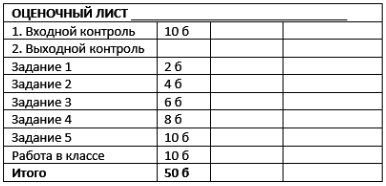 ОЦЕНОЧНЫЙ ЛИСТ ________________________________
1. Входной контроль 10 б
2. Выходной контроль
Задание 1 2 б
Задание 2 4 б
Задание 3 6 б
Задание 4 8 б
Задание 5 10 б
Работа в классе 10 б
Итого 50 б